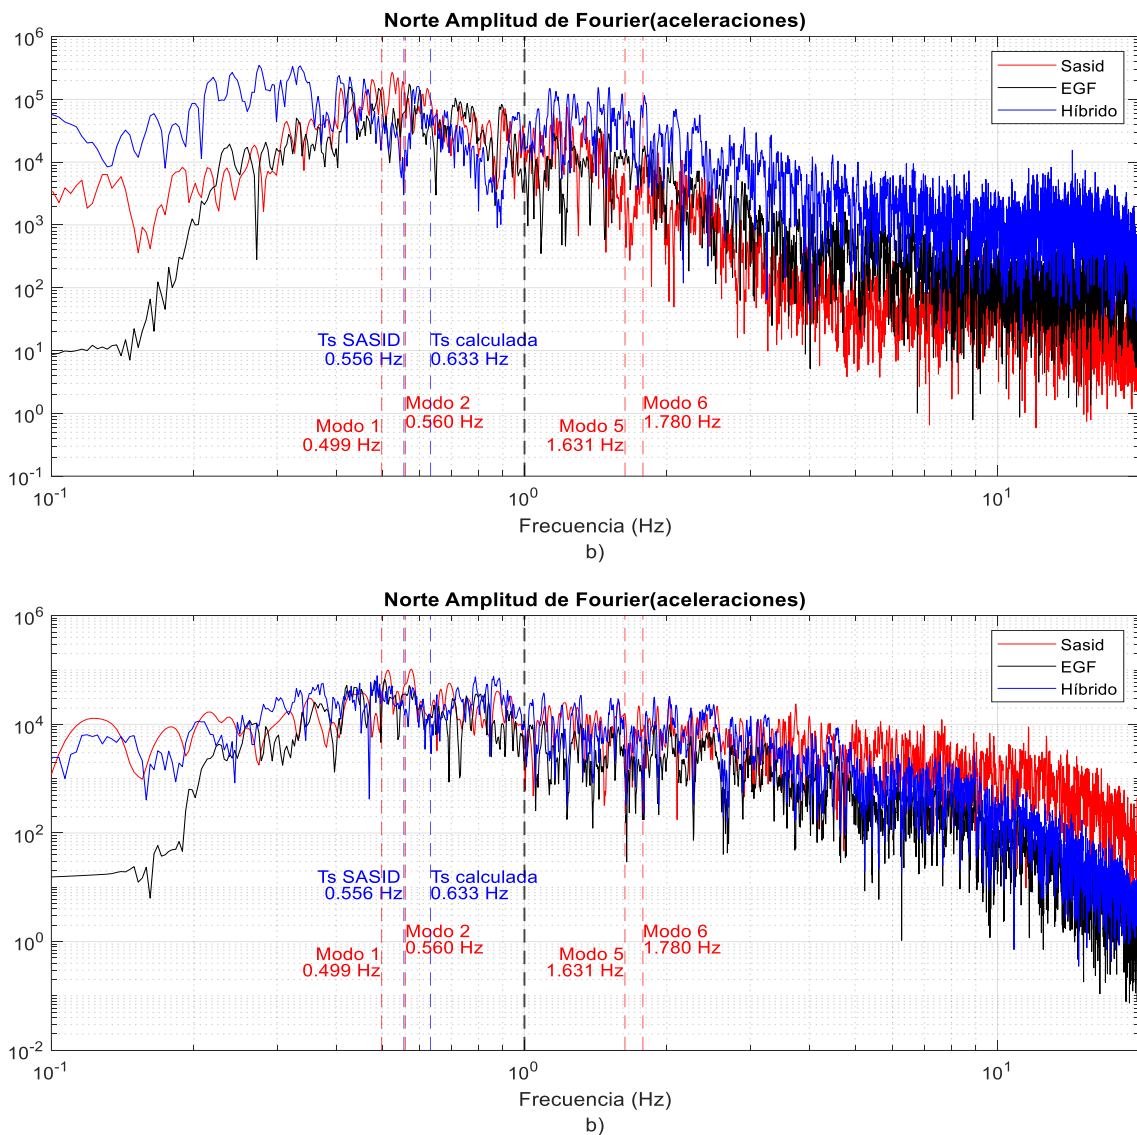 Norte Amplitud de Fourier(aceleraciones)
10^6
10^5
10^4
10^3
10^2
10^1
10^0
10^-1
Sasid
EGF
Híbrido
Ts SASID
0.556 Hz
Ts calculada
0.633 Hz
Modo 2
0.560 Hz
Modo 1
0.499 Hz
Modo 6
1.780 Hz
Modo 5
1.631 Hz
10^-1
10^0
10^1
Frecuencia (Hz)
b)
Norte Amplitud de Fourier(aceleraciones)
10^6
10^4
10^2
10^0
10^-2
Sasid
EGF
Híbrido
Ts SASID
0.556 Hz
Ts calculada
0.633 Hz
Modo 2
0.560 Hz
Modo 1
0.499 Hz
Modo 6
1.780 Hz
Modo 5
1.631 Hz
10^-1
10^0
10^1
Frecuencia (Hz)
b)